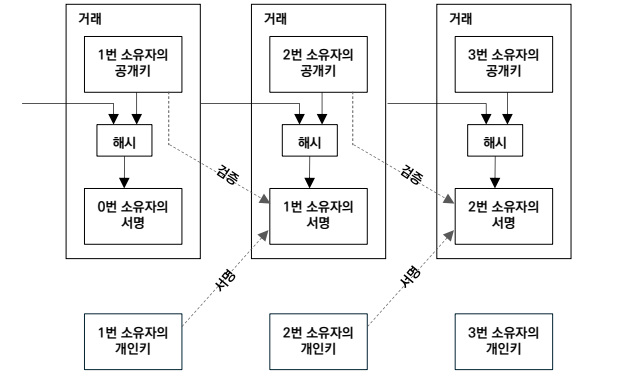 거래
1번 소유자의
공개키
해시
0번 소유자의
서명
거래
2번 소유자의
공개키
해시
1번 소유자의
서명
거래
3번 소유자의
공개키
해시
2번 소유자의
서명
검증
검증
서명
서명
1번 소유자의
개인키
2번 소유자의
개인키
3번 소유자의
개인키